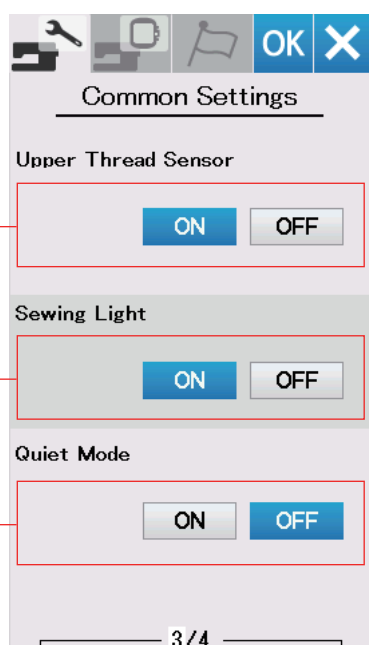 OK
Common Settings
Upper Thread Sensor
ON OFF
Sewing Light
ON OFF
Quiet Mode
ON OFF
3/4